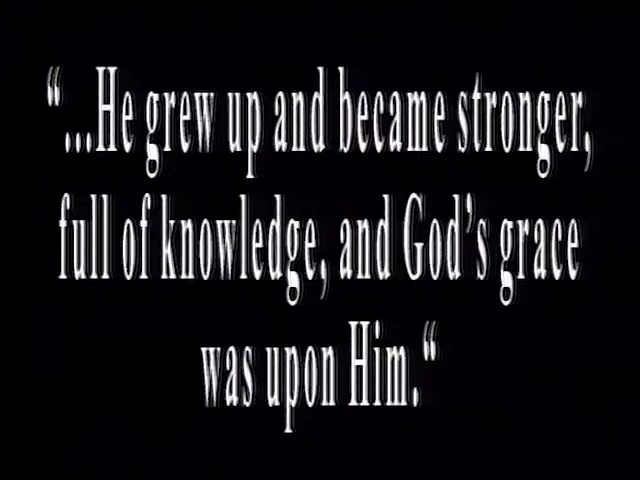 “...He grew up and became stronger,
full of knowledge, and God’s grace
was upon Him.“